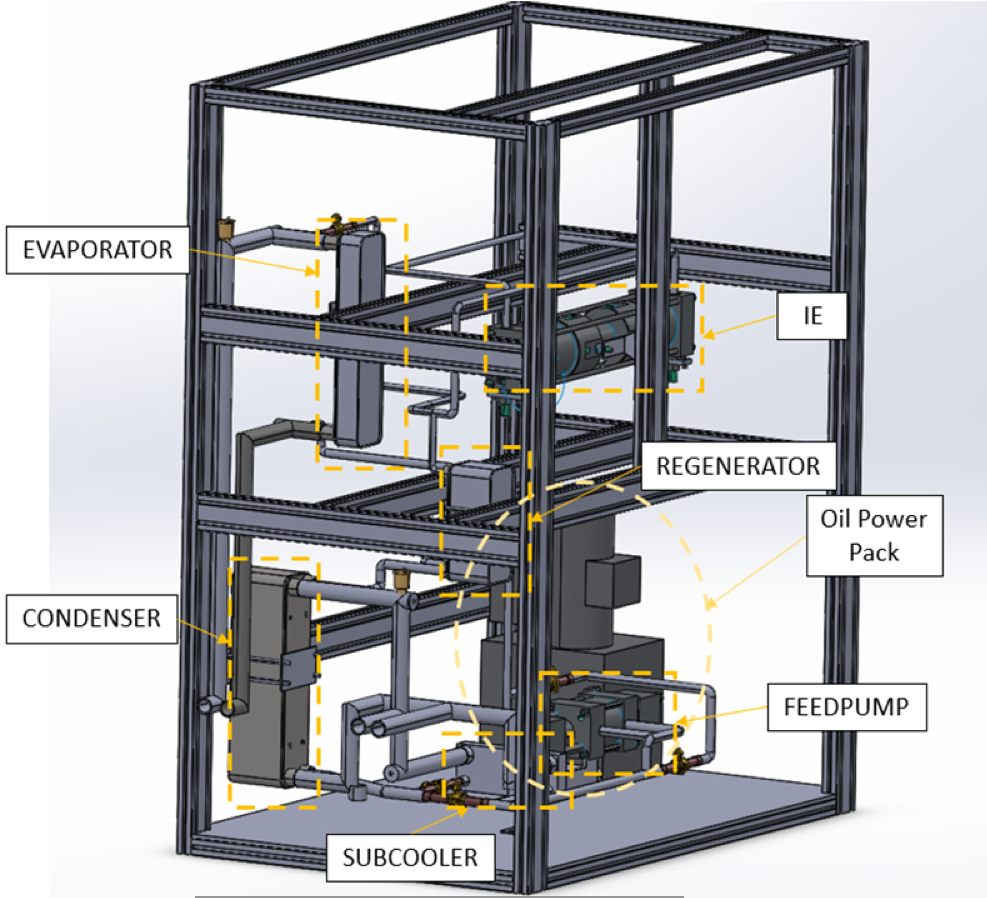 EVAPORATOR
IE
REGENERATOR
Oil Power
Pack
CONDENSER
FEEDPUMP
SUBCOOLER